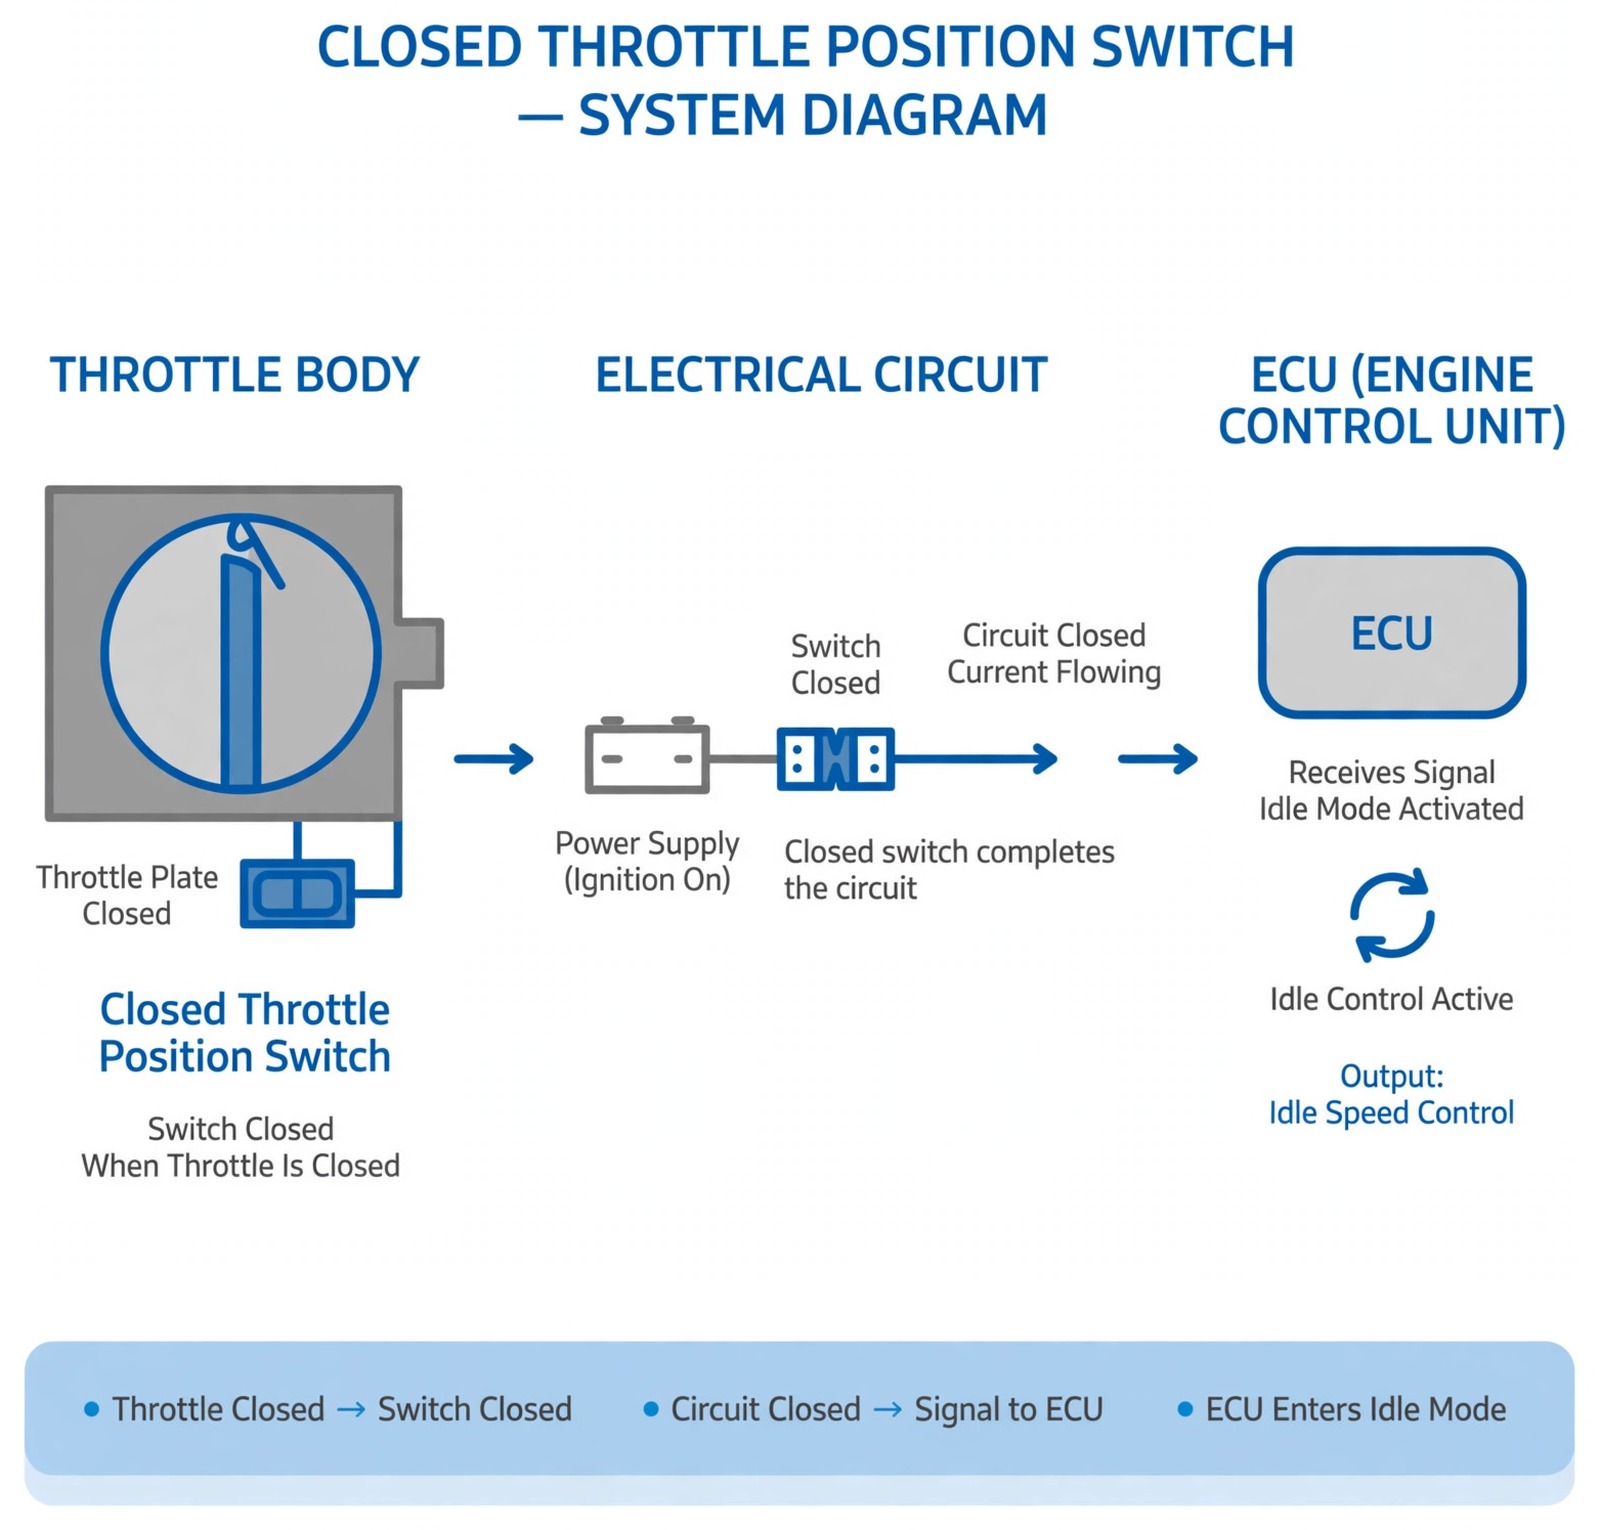 CLOSED THROTTLE POSITION SWITCH
— SYSTEM DIAGRAM
THROTTLE BODY
ELECTRICAL CIRCUIT
ECU (ENGINE
CONTROL UNIT)
Throttle Plate
Closed
Closed Throttle
Position Switch
Switch Closed
When Throttle Is Closed
Power Supply
(Ignition On)
Switch
Closed
Closed switch completes
the circuit
Circuit Closed
Current Flowing
ECU
Receives Signal
Idle Mode Activated
Idle Control Active
Output:
Idle Speed Control
• Throttle Closed → Switch Closed
• Circuit Closed → Signal to ECU
• ECU Enters Idle Mode